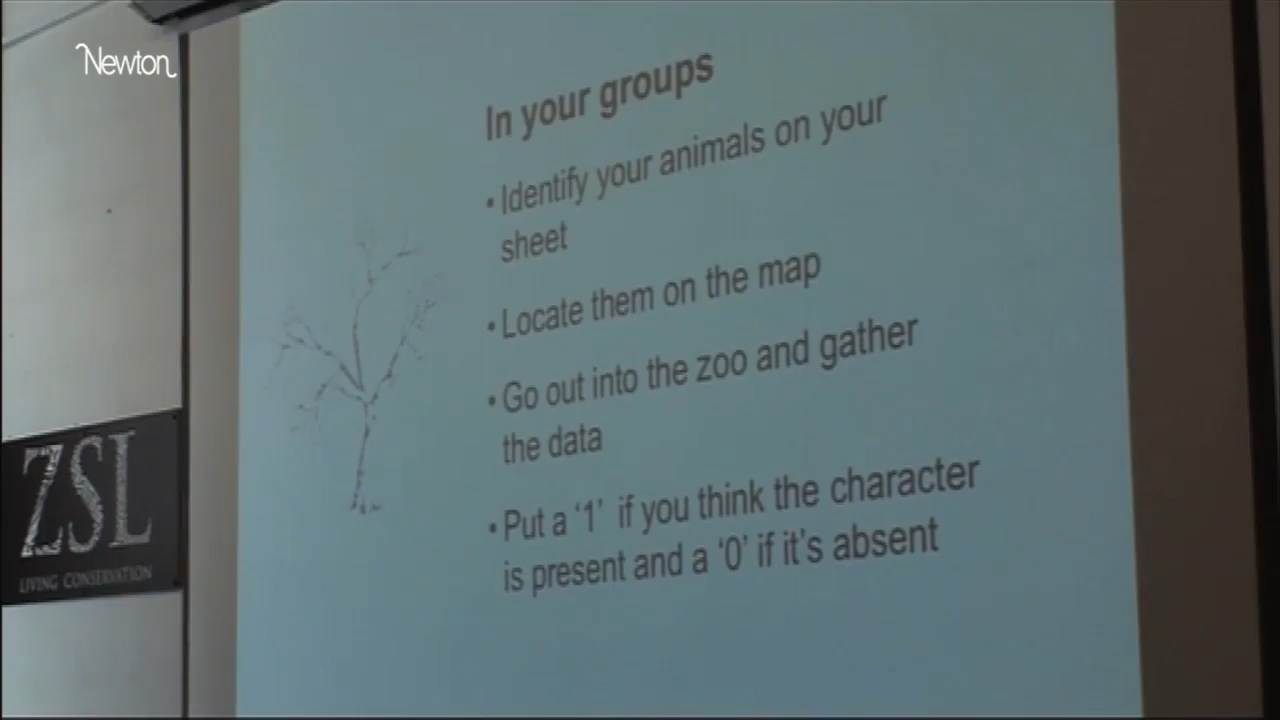 Newton
In your groups
• Identify your animals on your
sheet
• Locate them on the map
• Go out into the zoo and gather
the data
• Put a ‘1’ if you think the character
is present and a ‘0’ if it’s absent
ZSL
LIVING CONSERVATION